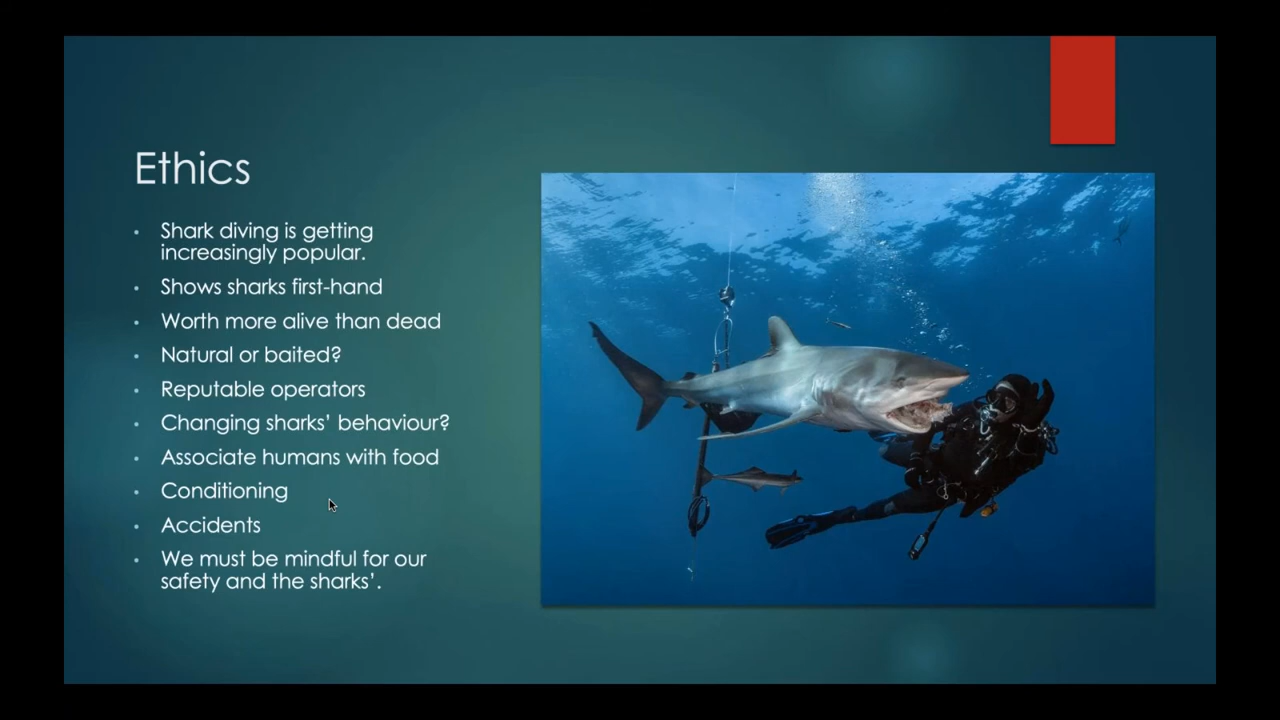 Ethics
Shark diving is getting
increasingly popular.
Shows sharks first-hand
Worth more alive than dead
Natural or baited?
Reputable operators
Changing sharks’ behaviour?
Associate humans with food
Conditioning
Accidents
We must be mindful for our
safety and the sharks’.